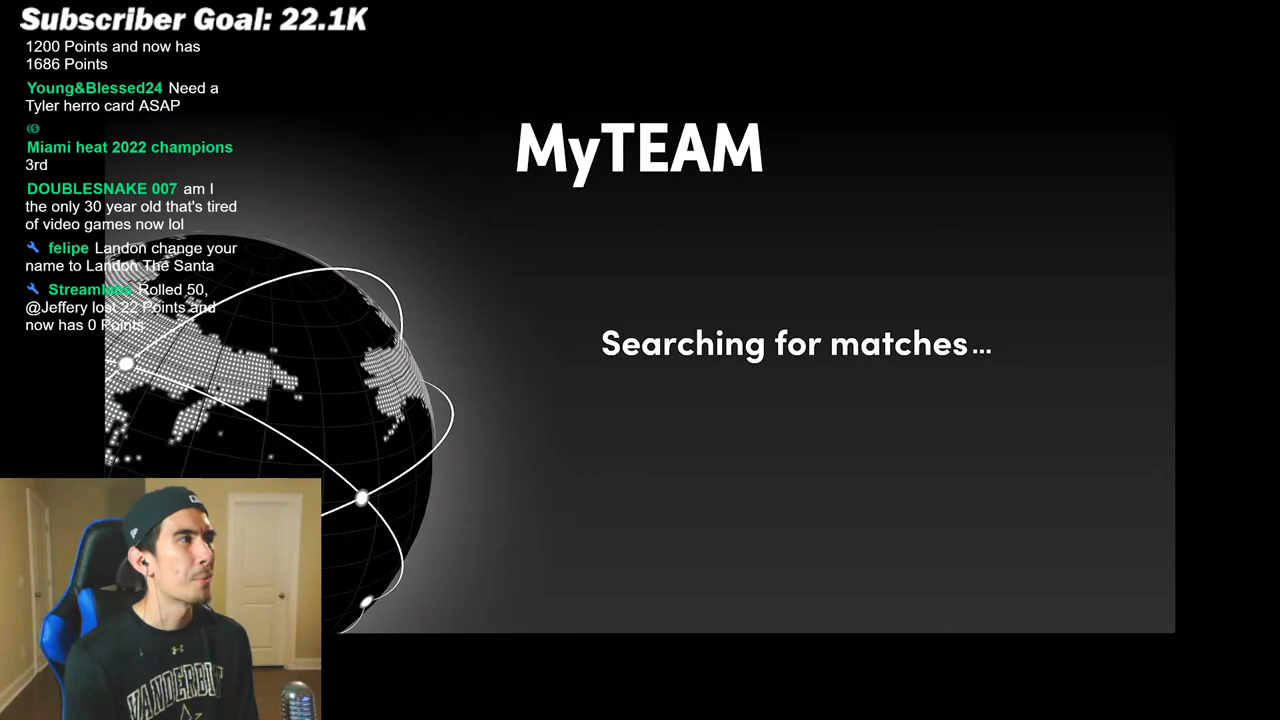 Subscriber Goal: 22.1K
1200 Points and now has
1686 Points
Young&Blessed24 Need a
Tyler herro card ASAP
Miami heat 2022 champions
3rd
DOUBLESNAKE 007 am I
the only 30 year old that's tired
of video games now lol
felipe Landon change your
name to Landon The Santa
Streamlabs Rolled 50,
@Jeffery lost 22 Points and
now has 0 Points
MyTEAM
Searching for matches...
VANDERBI